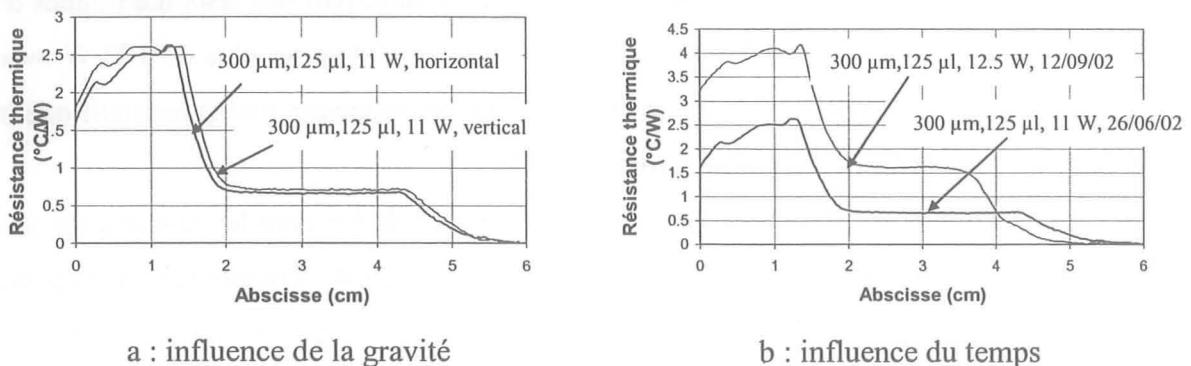 Résistance thermique
(°C/W)
3
2.5
2
1.5
1
0.5
0
0
1
2
3
4
5
6
300 µm,125 µl, 11 W, horizontal
300 µm,125 µl, 11 W, vertical
Abscisse (cm)
a : influence de la gravité
Résistance thermique
(°C/W)
4.5
4
3.5
3
2.5
2
1.5
1
0.5
0
0
1
2
3
4
5
6
300 µm,125 µl, 12.5 W, 12/09/02
300 µm,125 µl, 11 W, 26/06/02
Abscisse (cm)
b : influence du temps